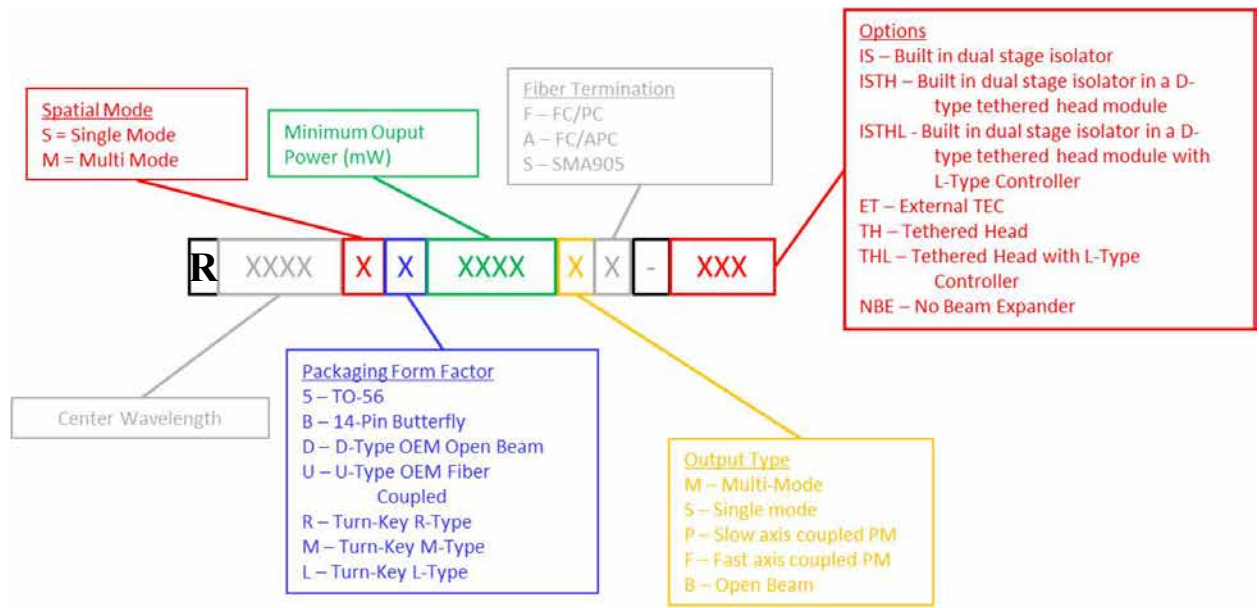 Options
IS – Built in dual stage isolator
ISTH – Built in dual stage isolator in a D-
type tethered head module
ISTHL - Built in dual stage isolator in a D-
type tethered head module with
L-Type Controller
ET – External TEC
TH – Tethered Head
THL – Tethered Head with L-Type
Controller
NBE – No Beam Expander
Fiber Termination
F – FC/PC
A – FC/APC
S – SMA905
Spatial Mode
S = Single Mode
M = Multi Mode
Minimum Ouput
Power (mW)
R XXXX X X XXXX X X - XXX
Center Wavelength
Packaging Form Factor
5 – TO-56
B – 14-Pin Butterfly
D – D-Type OEM Open Beam
U – U-Type OEM Fiber
Coupled
R – Turn-Key R-Type
M – Turn-Key M-Type
L – Turn-Key L-Type
Output Type
M – Multi-Mode
S – Single mode
P – Slow axis coupled PM
F – Fast axis coupled PM
B – Open Beam